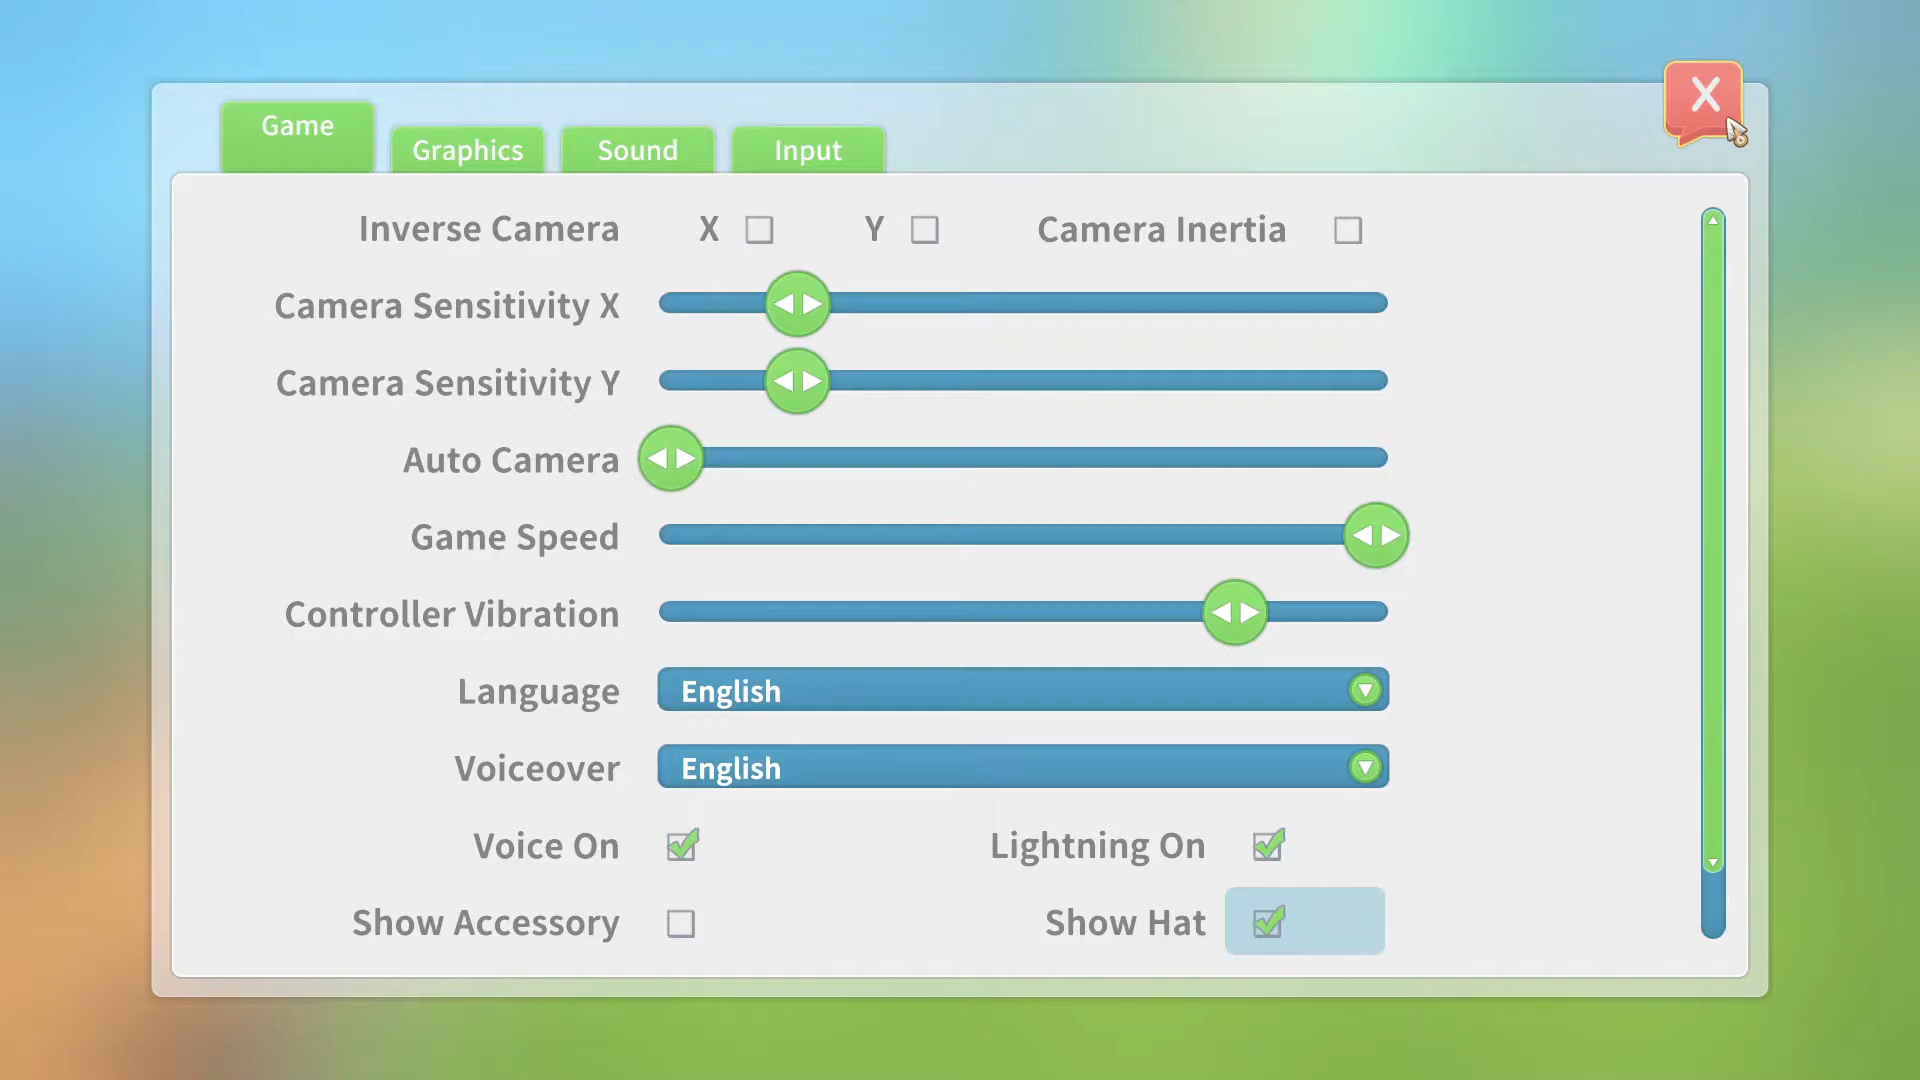 X
Game
Graphics
Sound
Input
Inverse Camera X Y Camera Inertia
Camera Sensitivity X
Camera Sensitivity Y
Auto Camera
Game Speed
Controller Vibration
Language English
Voiceover English
Voice On Lightning On
Show Accessory Show Hat